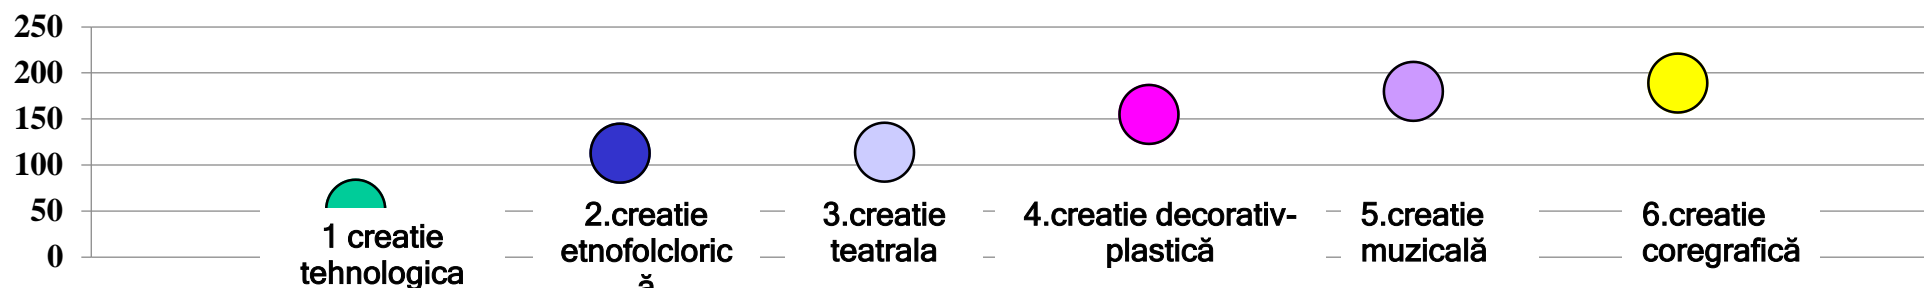 250
200
150
100
50
0
1 creatie
tehnologica
2.creatie
etnofolcloric
ă
3.creatie
teatrala
4.creatie decorativ-
plastică
5.creatie
muzicală
6.creatie
coregrafică